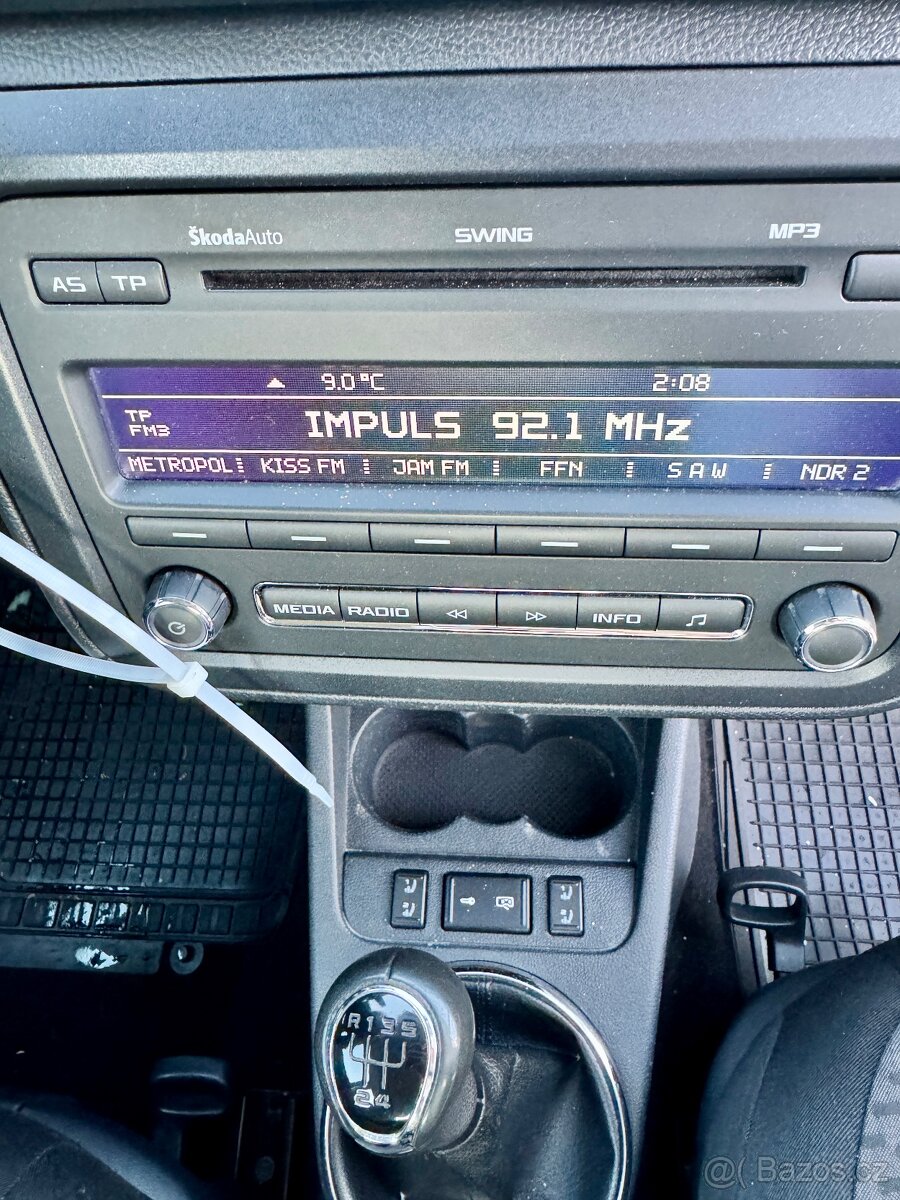 ŠkodaAuto SWING MP3
AS TP
9.0 °C 2:08
TP
FM3
IMPULS 92.1 MHz
METROPOL KISS FM JAM FM FFN S A W NDR 2
MEDIA RADIO INFO
R 1 3 5
2 4
@( Bazos.cz